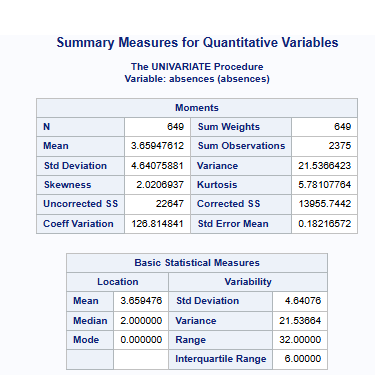 Summary Measures for Quantitative Variables
The UNIVARIATE Procedure
Variable: absences (absences)
Moments
N 649 Sum Weights 649
Mean 3.65947612 Sum Observations 2375
Std Deviation 4.64075881 Variance 21.5366423
Skewness 2.0206937 Kurtosis 5.78107764
Uncorrected SS 22647 Corrected SS 13955.7442
Coeff Variation 126.814841 Std Error Mean 0.18216572
Basic Statistical Measures
Location Variability
Mean 3.659476 Std Deviation 4.64076
Median 2.000000 Variance 21.53664
Mode 0.000000 Range 32.00000
Interquartile Range 6.00000